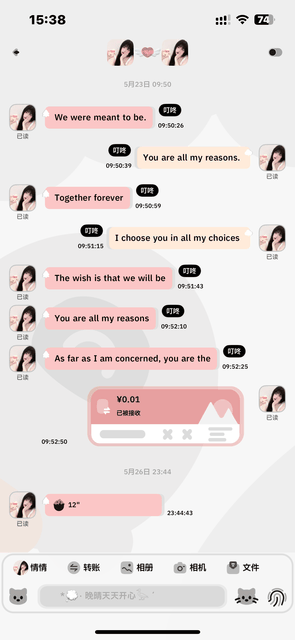 15:38
74
5月23日 09:50
We were meant to be.
叮咚
09:50:26
已读
叮咚
09:50:39
You are all my reasons.
已读
Together forever
叮咚
09:50:59
已读
叮咚
09:51:15
I choose you in all my choices
已读
The wish is that we will be
叮咚
09:51:43
已读
You are all my reasons
叮咚
09:52:10
已读
As far as I am concerned, you are the
叮咚
09:52:25
已读
¥0.01
已被接收
已读
09:52:50
5月26日 23:44
12"
23:44:43
已读
情情 转账 相册 相机 文件
晚晴天天开心